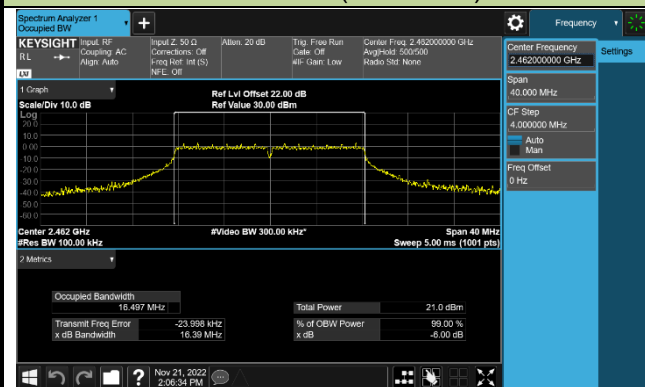 Spectrum Analyzer 1
Occupied BW
+
Frequency
KEYSIGHT
RL
LXI
Input: RF
Coupling: AC
Align: Auto
Input Z: 50 Ω
Corrections: Off
Freq Ref: Int (S)
NFE: Off
Atten: 20 dB
Trig: Free Run
Gate: Off
#IF Gain: Low
Center Freq: 2.462000000 GHz
Avg|Hold: 500/500
Radio Std: None
Center Frequency
2.462000000 GHz
Settings
Span
40.000 MHz
CF Step
4.000000 MHz
Auto
Man
Freq Offset
0 Hz
1 Graph
Scale/Div 10.0 dB
Ref Lvl Offset 22.00 dB
Ref Value 30.00 dBm
Log
20.0
10.0
0.00
-10.0
-20.0
-30.0
-40.0
-50.0
-60.0
Center 2.462 GHz
#Video BW 300.00 kHz*
Span 40 MHz
#Res BW 100.00 kHz
Sweep 5.00 ms (1001 pts)
2 Metrics
Occupied Bandwidth
16.497 MHz
Total Power 21.0 dBm
Transmit Freq Error -23.998 kHz
% of OBW Power 99.00 %
x dB Bandwidth 16.39 MHz
x dB -6.00 dB
?
Nov 21, 2022
2:06:34 PM